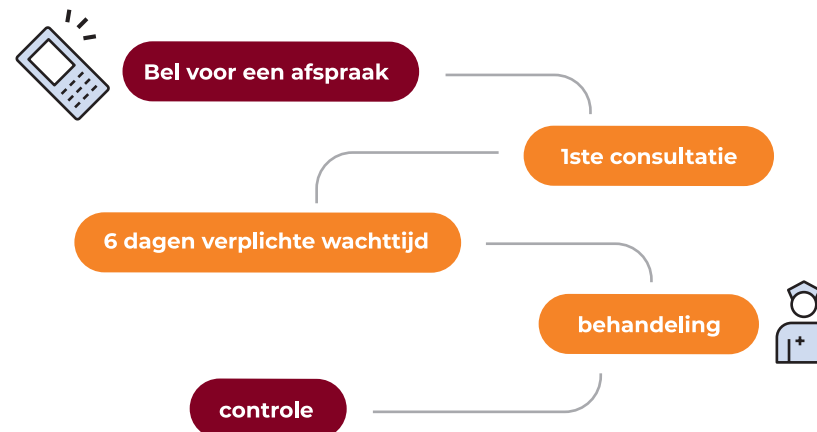 Bel voor een afspraak
1ste consultatie
6 dagen verplichte wachttijd
behandeling
controle